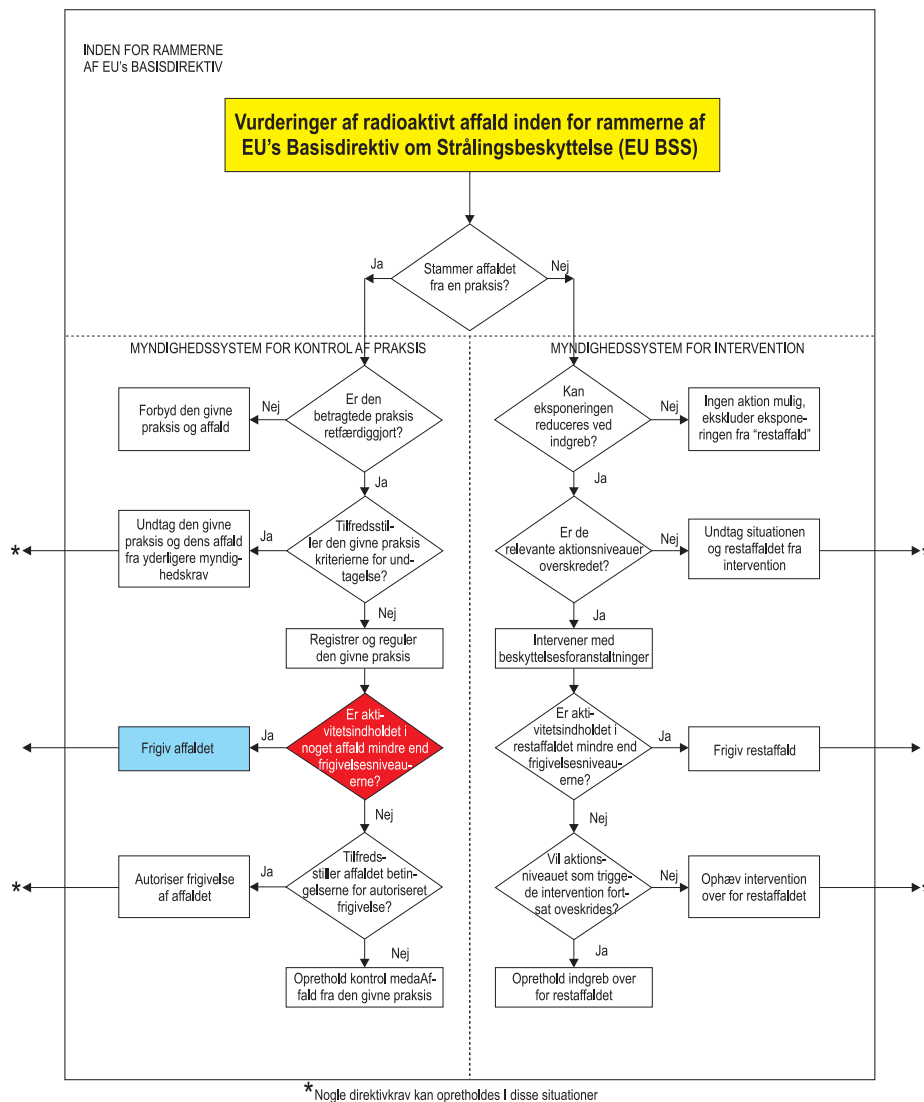 INDEN FOR RAMMERNE
AF EU's BASISDIREKTIV
Vurderinger af radioaktivt affald inden for rammerne af
EU's Basisdirektiv om Strålingsbeskyttelse (EU BSS)
Stammer affaldet
fra en praksis?
Ja
Nej
MYNDIGHEDSSYSTEM FOR KONTROL AF PRAKSIS
Er den
betragtede praksis
retfærdiggjort?
Nej
Forbyd den givne
praksis og affald
Ja
Tilfredsstil-
ler den givne praksis
kriterierne for und-
tagelse?
Ja
Undtag den givne
praksis og dens affald
fra yderligere myndig-
hedskrav
*
Nej
Registrer og reguler
den givne praksis
Er akti-
vitetsindholdet i
noget affald mindre end
frigivelsesniveau-
erne?
Ja
Frigiv affaldet
Nej
Tilfreds-
stiller affaldet betin-
gelserne for autoriseret
frigivelse?
Ja
Autoriser frigivelse
af affaldet
*
Nej
Oprethold kontrol medaAf-
fald fra den givne praksis
MYNDIGHEDSSYSTEM FOR INTERVENTION
Kan
eksponeringen
reduceres ved
indgreb?
Nej
Ingen aktion mulig,
ekskluder ekspone-
ringen fra “restaffald”
Ja
Er de
relevante aktionsniveauer
overskredet?
Nej
Undtag situationen
og restaffaldet fra
intervention
*
Ja
Intervener med
beskyttelsesforanstaltninger
Er akti-
vitetsindholdet i
restaffaldet mindre end
frigivelsesniveau-
erne?
Ja
Frigiv restaffald
*
Nej
Vil aktions-
niveauet som trigge-
de intervention fort-
sat oveskrides?
Nej
Ophæv intervention
over for restaffaldet
*
Ja
Oprethold indgreb over
for restaffaldet
* Nogle direktivkrav kan opretholdes I disse situationer